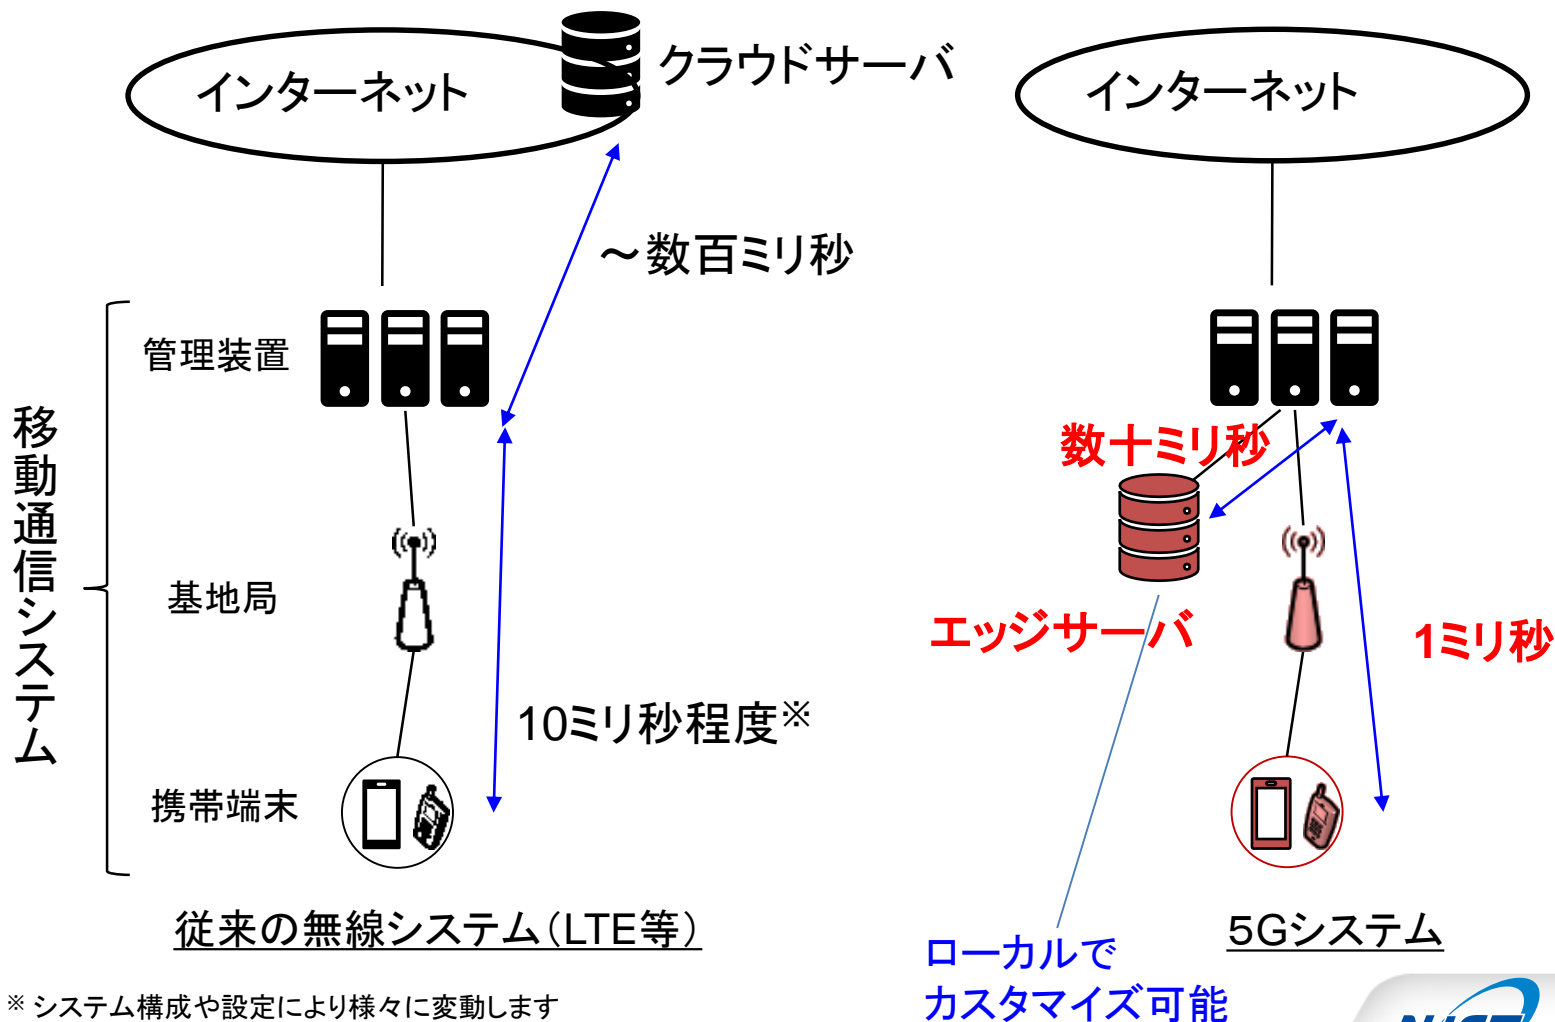 インターネット
クラウドサーバ
インターネット
～数百ミリ秒
管理装置
数十ミリ秒
移動通信システム
基地局
エッジサーバ
1ミリ秒
10ミリ秒程度※
携帯端末
従来の無線システム（LTE等）
5Gシステム
ローカルで
カスタマイズ可能
※ システム構成や設定により様々に変動します